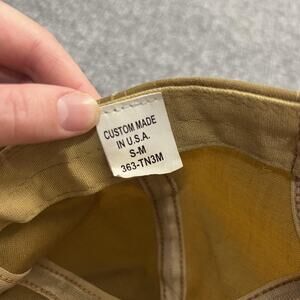 CUSTOM MADE
IN U.S.A.
S-M
363-TN3M